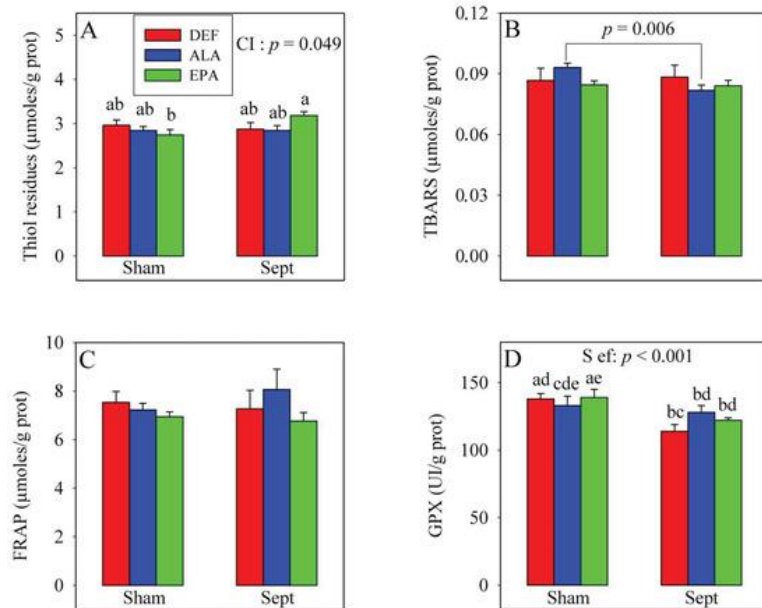 A
DEF
ALA
EPA
CI : p = 0.049
Thiol residues (µmoles/g prot)
5
4
3
2
1
0
ab ab b
ab ab a
Sham Sept
B
p = 0.006
TBARS (µmoles/g prot)
0.12
0.09
0.06
0.03
0.00
C
FRAP (µmoles/g prot)
10
8
6
4
2
0
Sham Sept
D
S ef: p < 0.001
GPX (UI/g prot)
150
100
50
0
ad cde ae
bc bd bd
Sham Sept